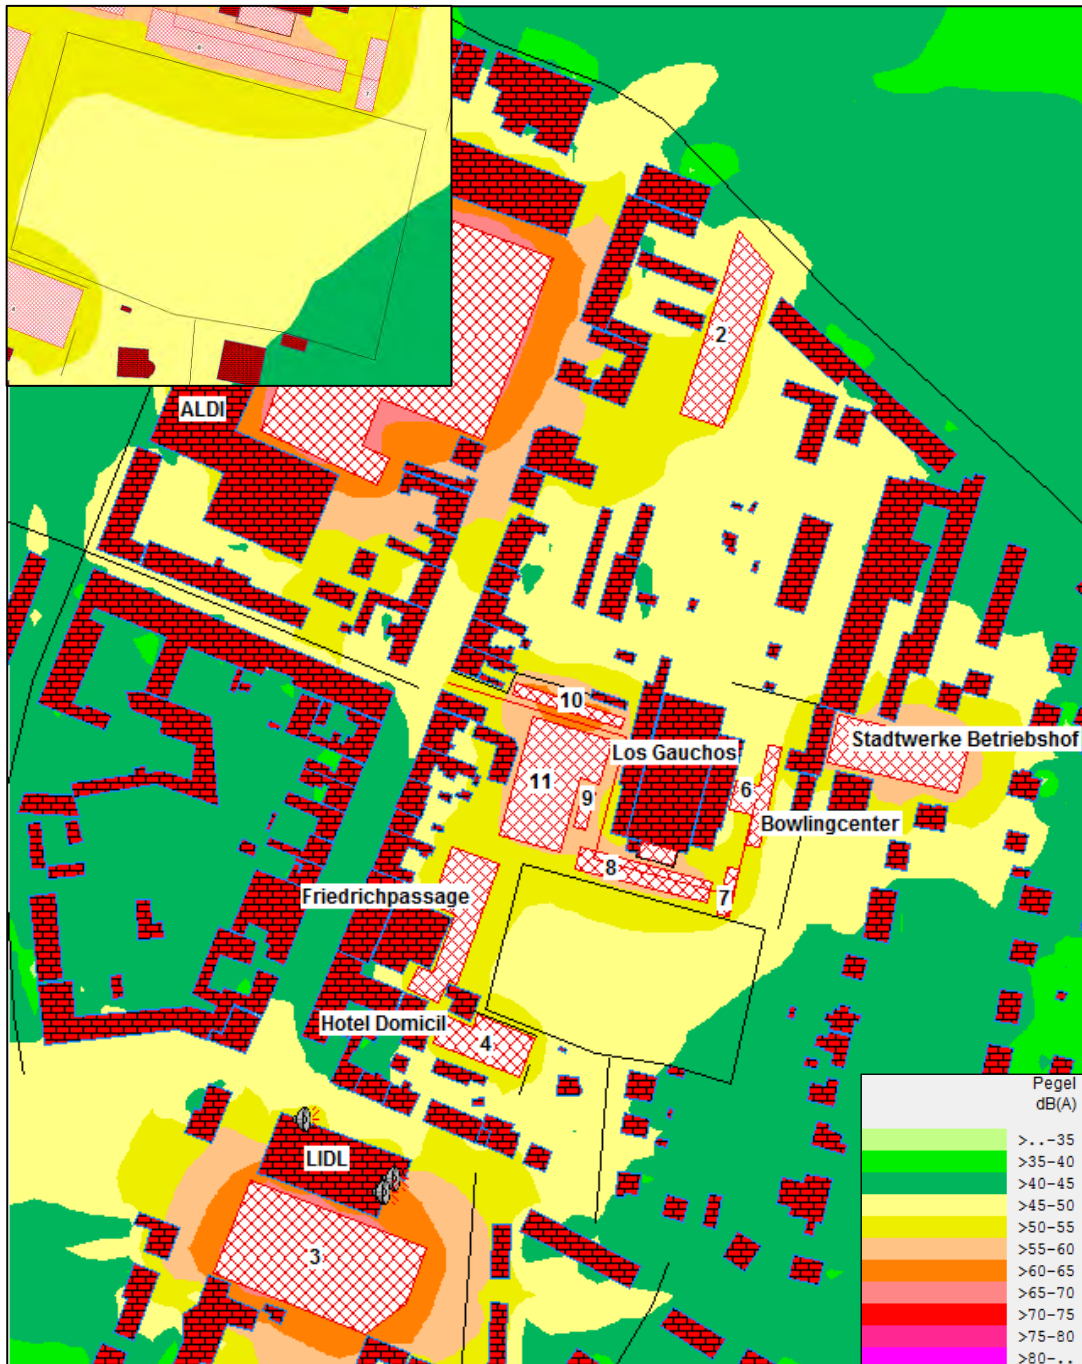 ALDI
2
10
Los Gauchos
Stadtwerke Betriebshof
11
9
6
Bowlingcenter
8
7
Friedrichpassage
Hotel Domicil
4
LIDL
3
Pegel
dB(A)
>..-35
>35-40
>40-45
>45-50
>50-55
>55-60
>60-65
>65-70
>70-75
>75-80
>80-..